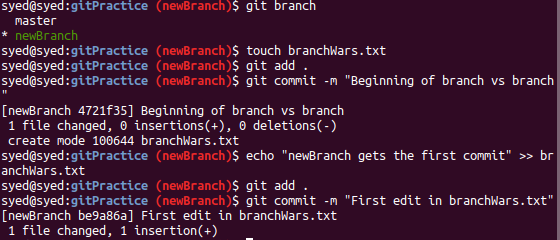 syed@syed:gitPractice (newBranch)$ git branch
  master
* newBranch
syed@syed:gitPractice (newBranch)$ touch branchWars.txt
syed@syed:gitPractice (newBranch)$ git add .
syed@syed:gitPractice (newBranch)$ git commit -m "Beginning of branch vs branch
"
[newBranch 4721f35] Beginning of branch vs branch
 1 file changed, 0 insertions(+), 0 deletions(-)
 create mode 100644 branchWars.txt
syed@syed:gitPractice (newBranch)$ echo "newBranch gets the first commit" >> br
anchWars.txt
syed@syed:gitPractice (newBranch)$ git add .
syed@syed:gitPractice (newBranch)$ git commit -m "First edit in branchWars.txt"
[newBranch be9a86a] First edit in branchWars.txt
 1 file changed, 1 insertion(+)